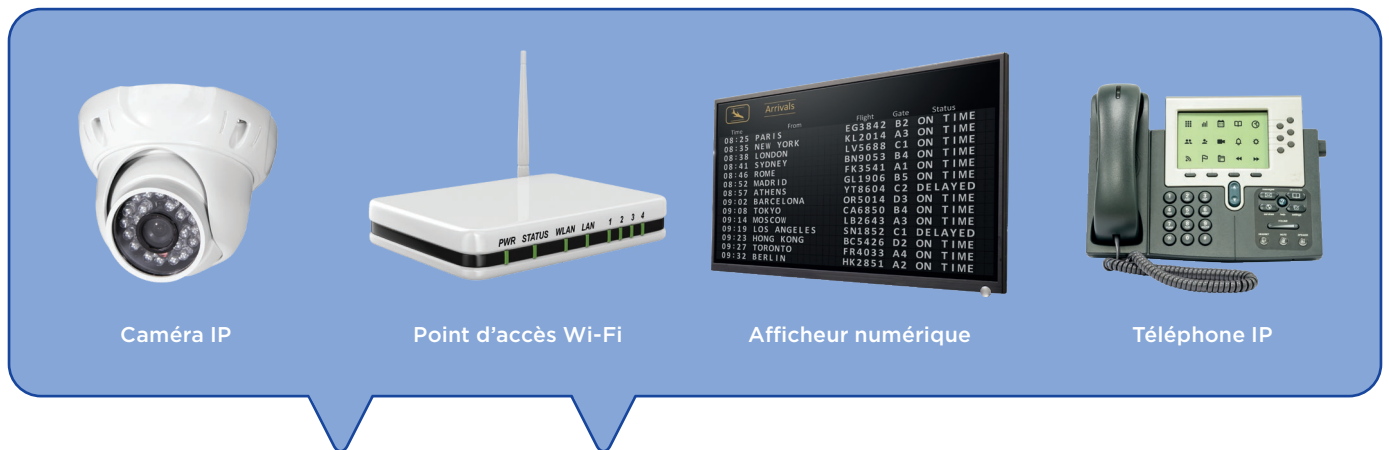 Arrivals
Time From Flight Gate Status
08:25 PARIS EG3842 B2 ON TIME
08:35 NEW YORK KL2014 A3 ON TIME
08:38 LONDON LV5688 C1 ON TIME
08:41 SYDNEY BN9053 B4 ON TIME
08:46 ROME FK3541 A1 ON TIME
08:52 MADRID GL1906 B5 ON TIME
08:57 ATHENS YT8604 C2 DELAYED
09:02 BARCELONA OR5014 D3 ON TIME
09:08 TOKYO CA6850 B4 ON TIME
09:14 MOSCOW LB2643 A3 ON TIME
09:19 LOS ANGELES SN1852 C1 DELAYED
09:23 HONG KONG BC5426 D2 ON TIME
09:27 TORONTO FR4033 A4 ON TIME
09:32 BERLIN HK2851 A2 ON TIME
PWR STATUS WLAN LAN 1 2 3 4
Caméra IP
Point d'accès Wi-Fi
Afficheur numérique
Téléphone IP